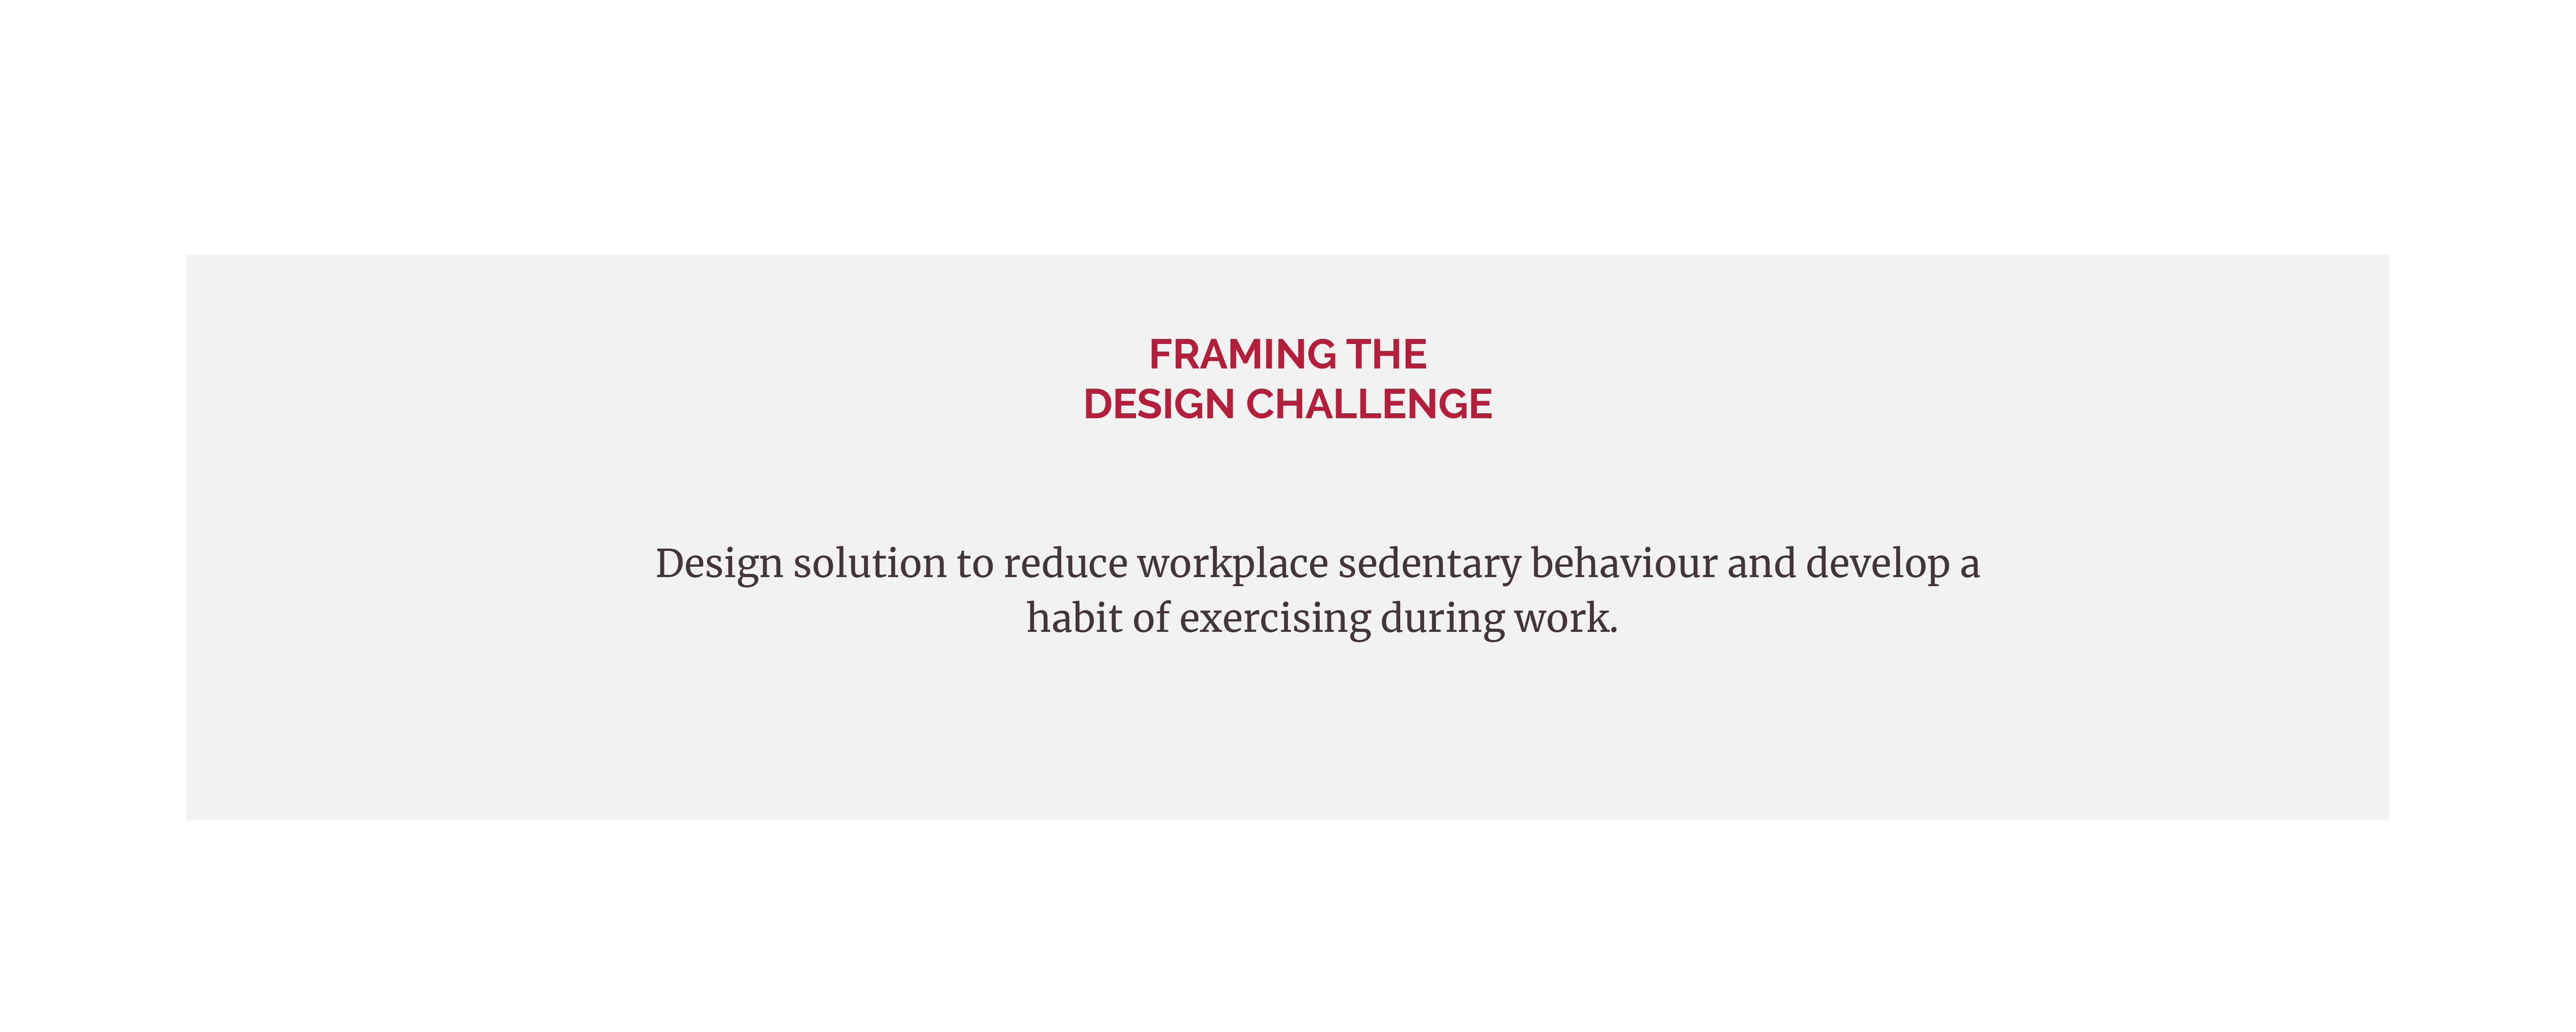 FRAMING THE
DESIGN CHALLENGE
Design solution to reduce workplace sedentary behaviour and develop a
habit of exercising during work.